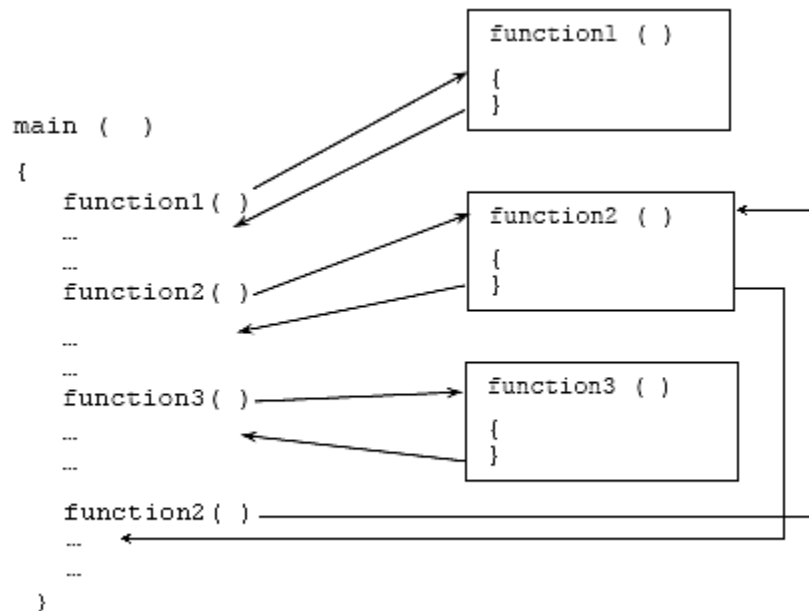 main ( )
{
function1( )
…
…
function2( )
…
…
function3( )
…
…
function2( )
…
…
}
function1 ( )
{
}
function2 ( )
{
}
function3 ( )
{
}